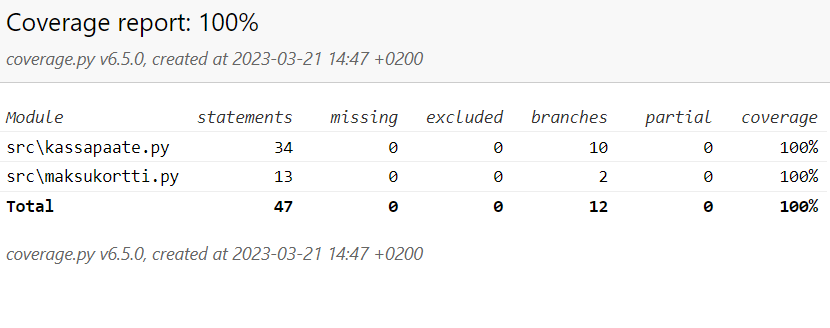 Coverage report: 100%
coverage.py v6.5.0, created at 2023-03-21 14:47 +0200
Module statements missing excluded branches partial coverage
src\kassapaate.py 34 0 0 10 0 100%
src\maksukortti.py 13 0 0 2 0 100%
Total 47 0 0 12 0 100%
coverage.py v6.5.0, created at 2023-03-21 14:47 +0200